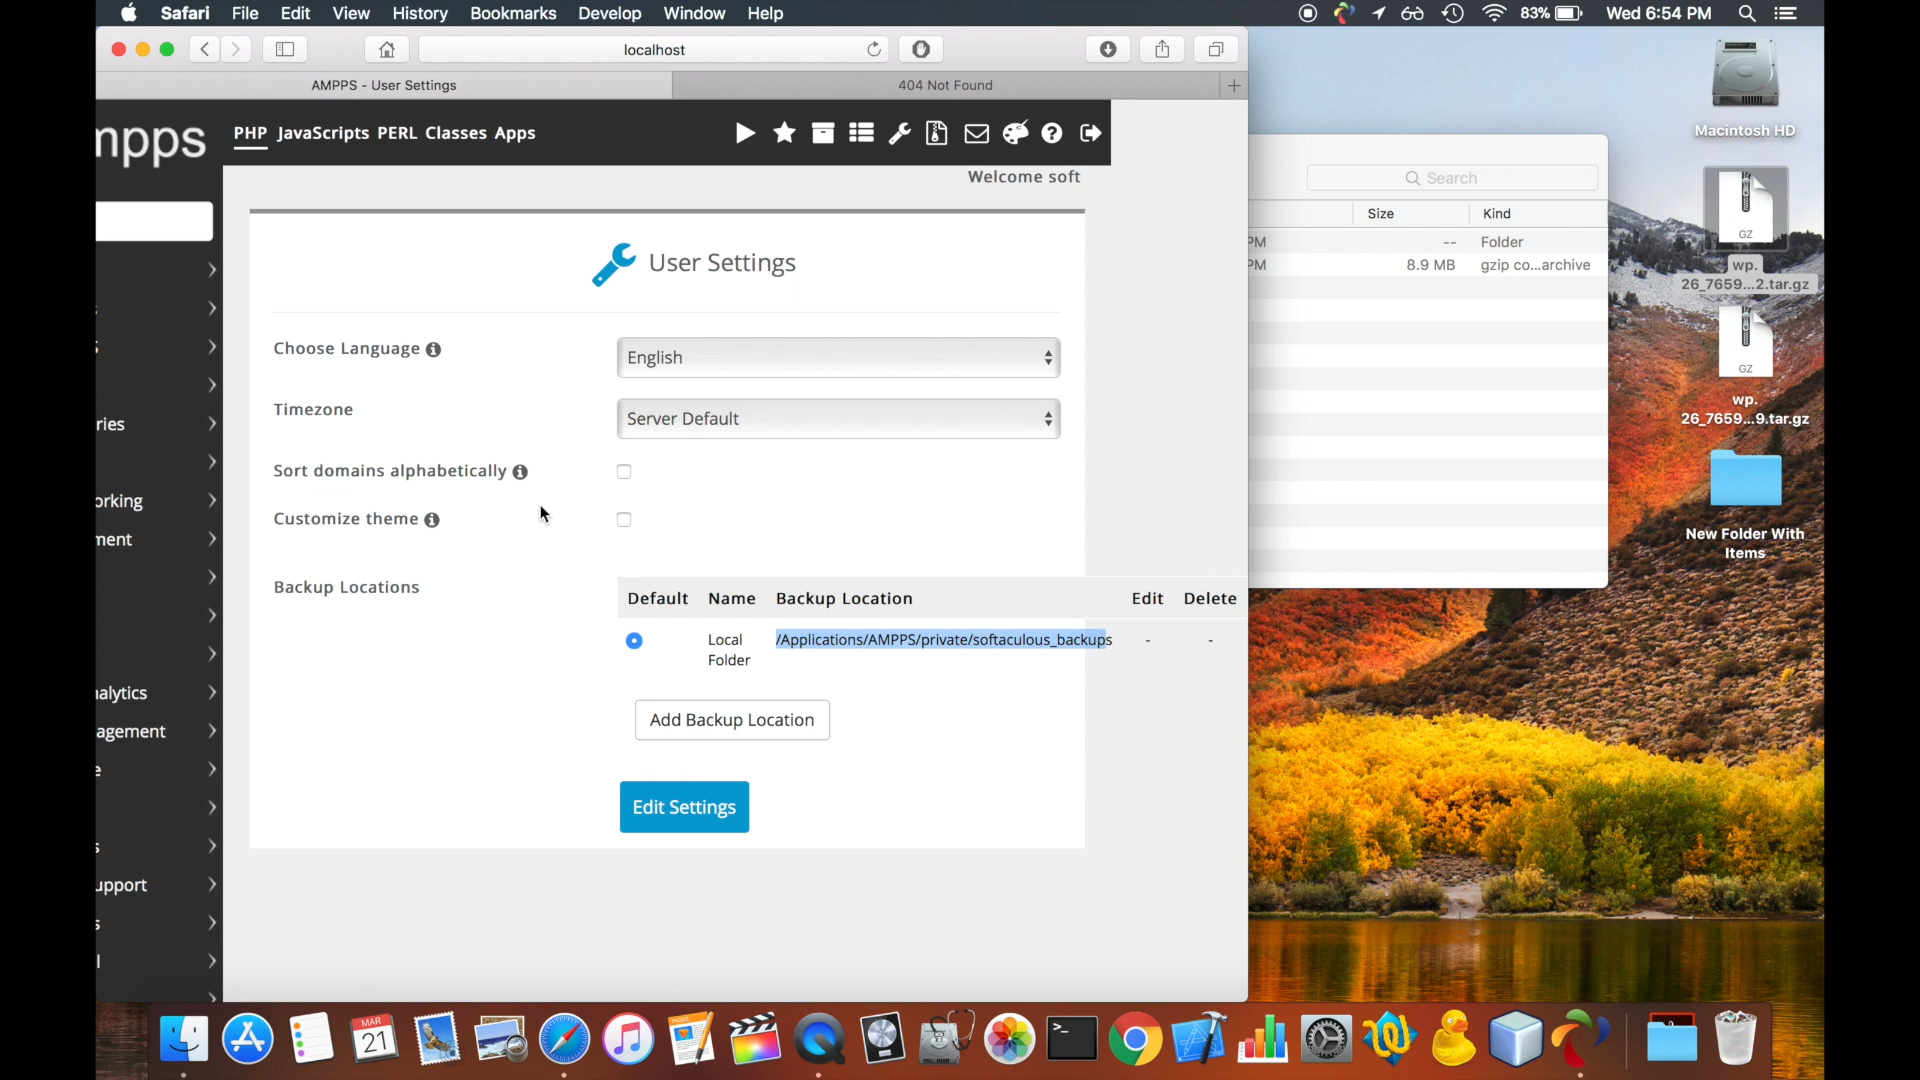 Safari File Edit View History Bookmarks Develop Window Help
83% Wed 6:54 PM
localhost
AMPPS - User Settings
404 Not Found
mpps
PHP JavaScripts PERL Classes Apps
Welcome soft
User Settings
Choose Language
English
Timezone
Server Default
Sort domains alphabetically
Customize theme
Backup Locations
Default Name Backup Location Edit Delete
Local
Folder
/Applications/AMPPS/private/softaculous_backups - -
Add Backup Location
Edit Settings
s
ries
orking
ment
alytics
agement
e
s
upport
s
l
Search
Size Kind
PM -- Folder
PM 8.9 MB gzip co...archive
Macintosh HD
GZ
wp.
26_7659...2.tar.gz
GZ
wp.
26_7659...9.tar.gz
New Folder With
Items
MAR
21